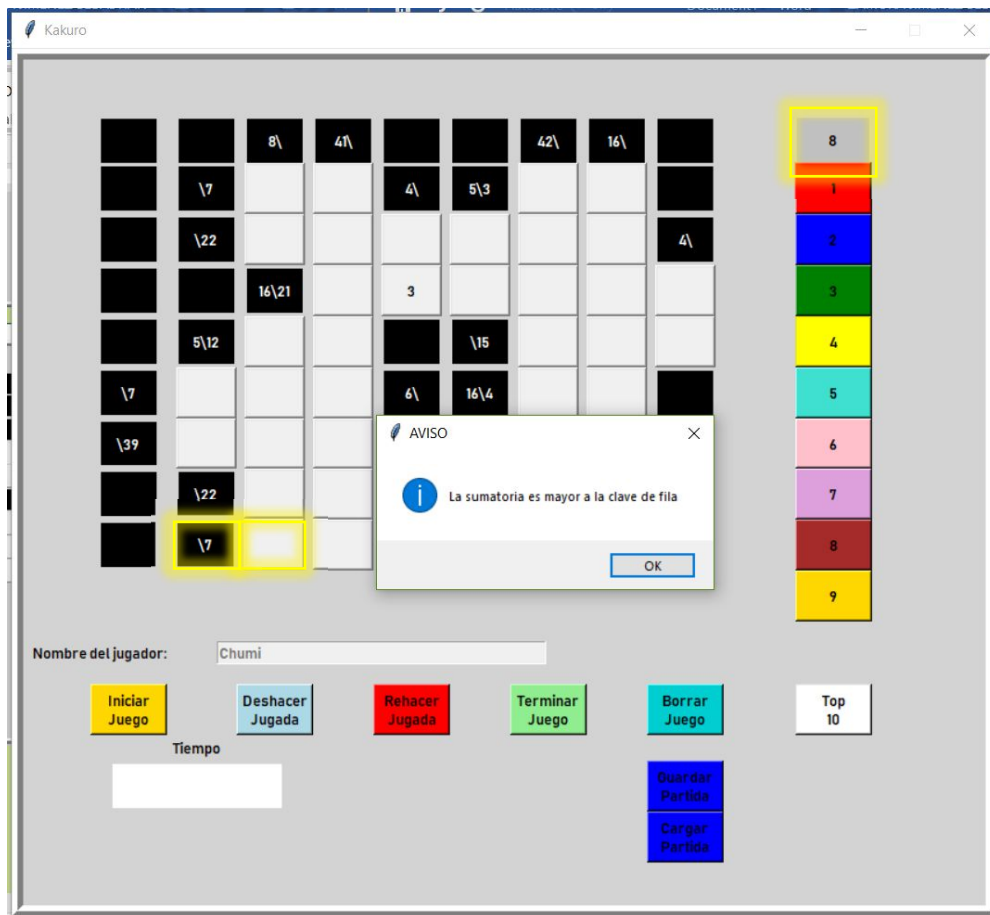 Kakuro
8\ 41\ 42\ 16\ 8
\7 4\ 5\3 1
\22 4\ 2
16\21 3 3
5\12 \15 4
\7 6\ 16\4 5
AVISO
\39 6
La sumatoria es mayor a la clave de fila
\22 7
\7 8
OK
9
Nombre del jugador: Chumi
Iniciar Juego
Deshacer Jugada
Rehacer Jugada
Terminar Juego
Borrar Juego
Top 10
Tiempo
Guardar Partida
Cargar Partida